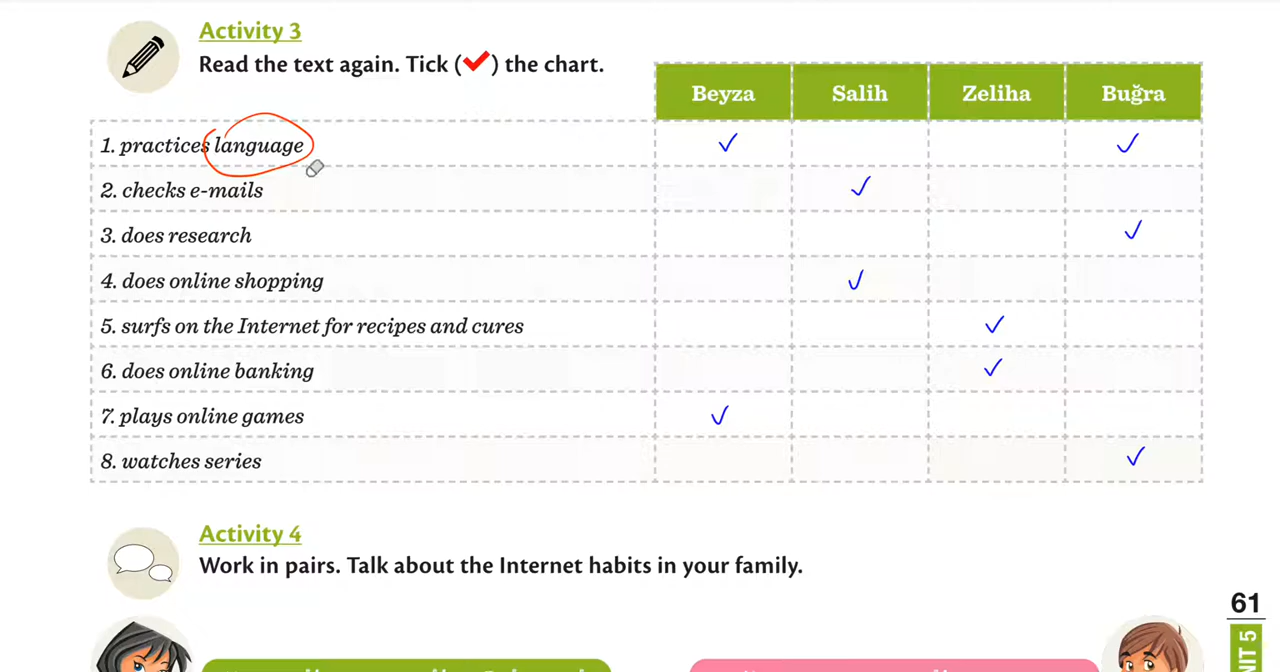 Activity 3
Read the text again. Tick (✓) the chart.
Beyza Salih Zeliha Buğra
1. practices language ✓ ✓
2. checks e-mails ✓
3. does research ✓
4. does online shopping ✓
5. surfs on the Internet for recipes and cures ✓
6. does online banking ✓
7. plays online games ✓
8. watches series ✓
Activity 4
Work in pairs. Talk about the Internet habits in your family.
61